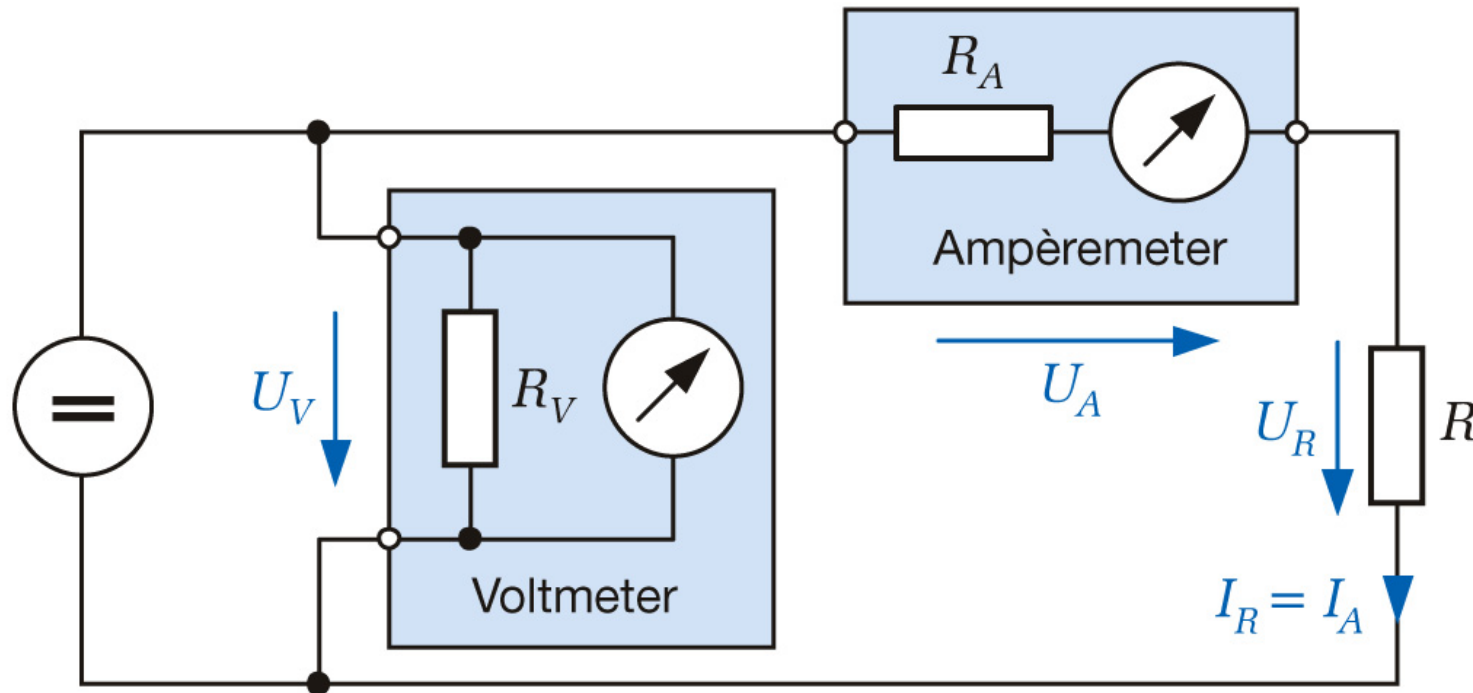 R_A
Ampèremeter
U_A
U_V
R_V
Voltmeter
U_R
R
I_R = I_A